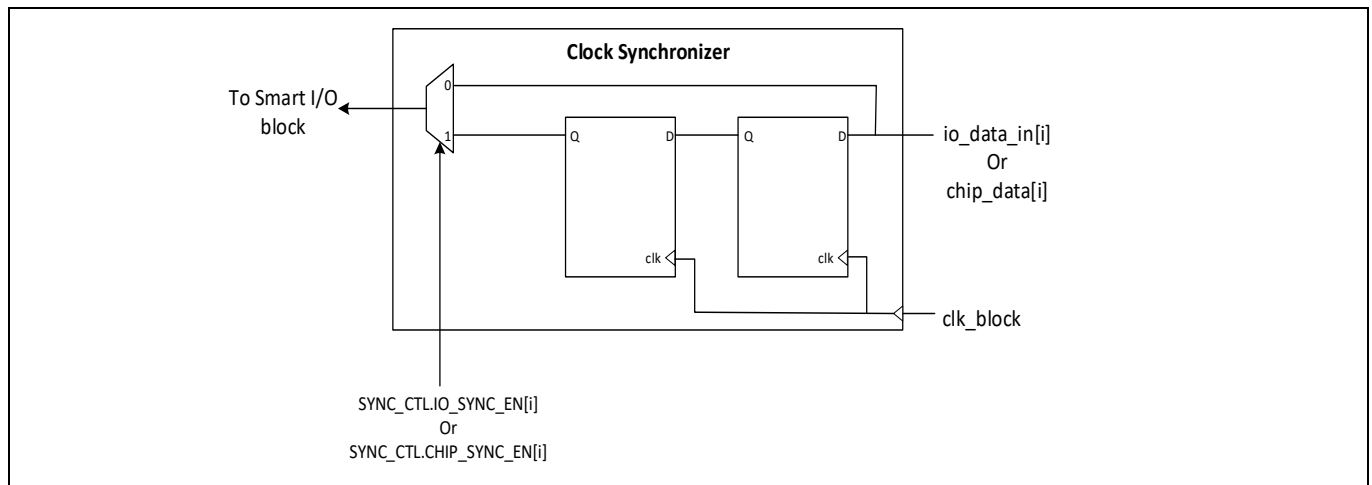 Clock Synchronizer
To Smart I/O
block
0
1
Q
D
Q
D
io_data_in[i]
Or
chip_data[i]
clk
clk
clk_block
SYNC_CTL.IO_SYNC_EN[i]
Or
SYNC_CTL.CHIP_SYNC_EN[i]